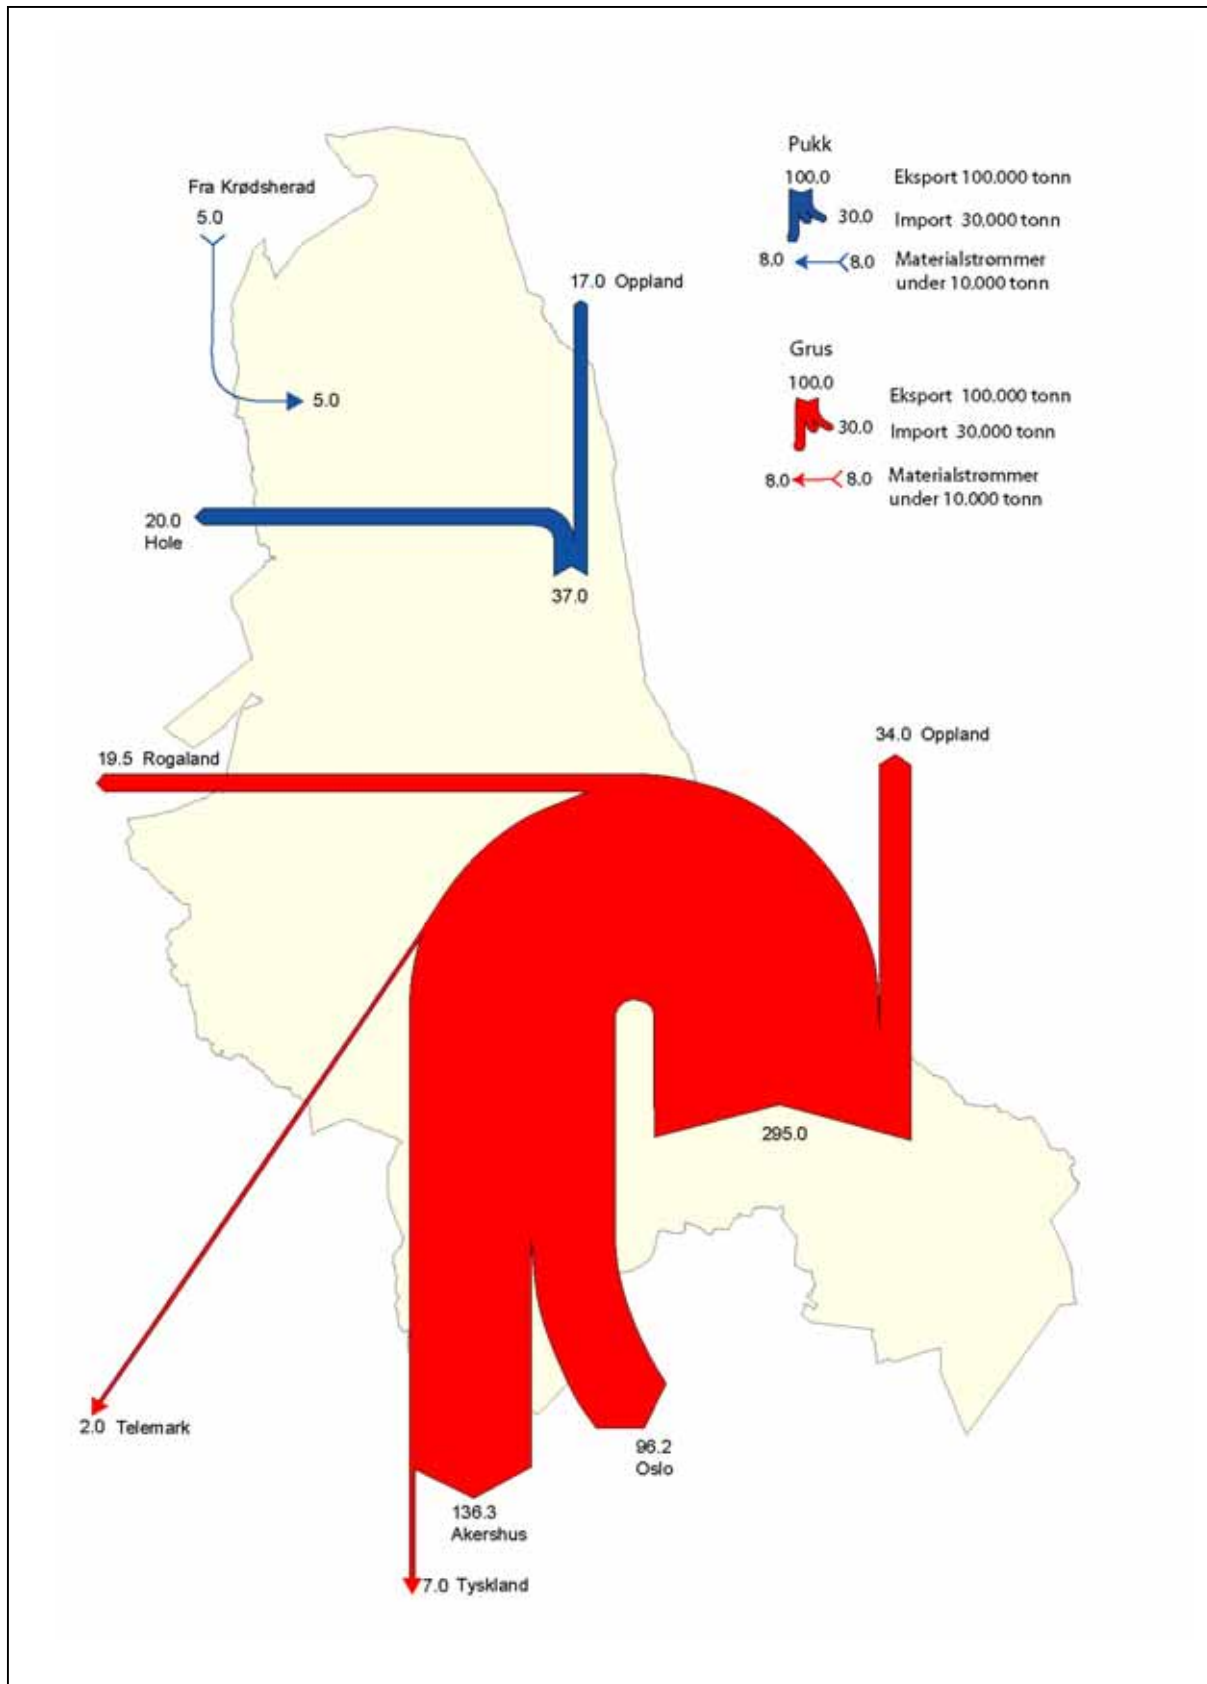 Pukk
100.0
Eksport 100.000 tonn
30.0
Import 30.000 tonn
8.0
8.0
Materialstrømmer
under 10.000 tonn
Grus
100.0
Eksport 100.000 tonn
30.0
Import 30.000 tonn
8.0
8.0
Materialstrømmer
under 10.000 tonn
Fra Krødsherad
5.0
5.0
17.0 Oppland
20.0
Hole
37.0
19.5 Rogaland
34.0 Oppland
295.0
2.0 Telemark
96.2
Oslo
136.3
Akershus
7.0 Tyskland